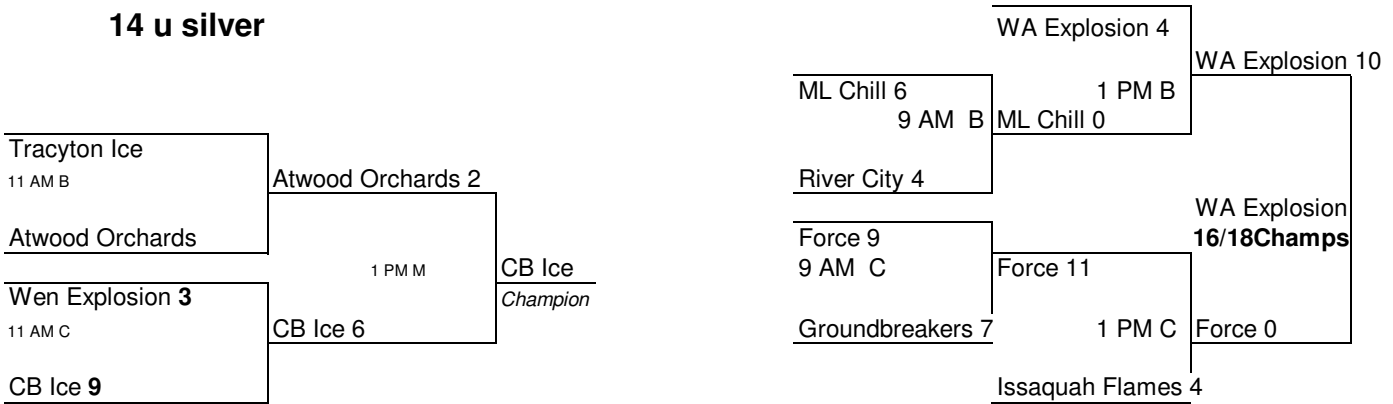 14 u silver
Tracyton Ice
11 AM B
Atwood Orchards 2
Atwood Orchards
1 PM M
CB Ice
Champion
Wen Explosion 3
11 AM C
CB Ice 6
CB Ice 9
WA Explosion 4
WA Explosion 10
ML Chill 6
1 PM B
9 AM B
ML Chill 0
River City 4
WA Explosion
16/18Champs
Force 9
9 AM C
Force 11
Groundbreakers 7
1 PM C
Force 0
Issaquah Flames 4